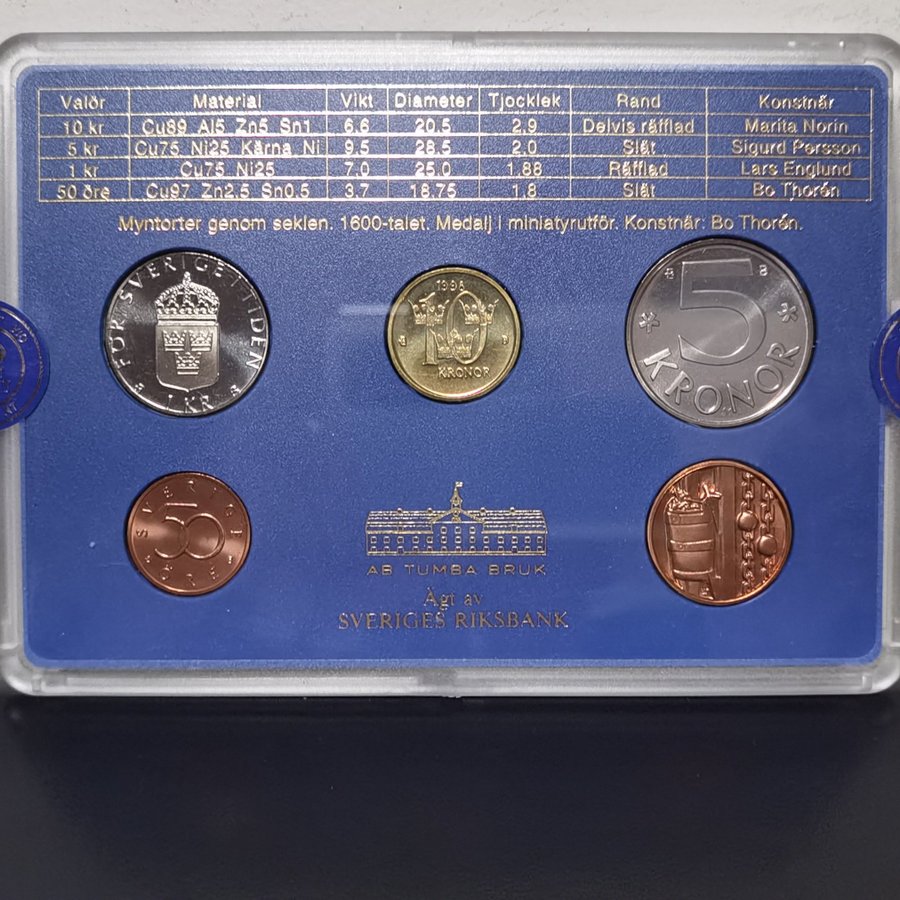 Valör Material Vikt Diameter Tjocklek Rand Konstnär
10 kr Cu89 Al5 Zn5 Sn1 6.6 20.5 2.9 Delvis räfflad Marita Norin
5 kr Cu75 Ni25 Kärna Ni 9.5 28.5 2.0 Slät Sigurd Persson
1 kr Cu75 Ni25 7.0 25.0 1.88 Räfflad Lars Englund
50 öre Cu97 Zn2.5 Sn0.5 3.7 18.75 1.8 Slät Bo Thorén
Myntorter genom seklen. 1600-talet. Medalj i miniatyrutför. Konstnär: Bo Thorén.
FÖR SVERIGE I TIDEN
1 KR
10
KRONOR
5
KRONOR
SVERIGE
50
ÖRE
AB TUMBA BRUK
Ägt av
SVERIGES RIKSBANK